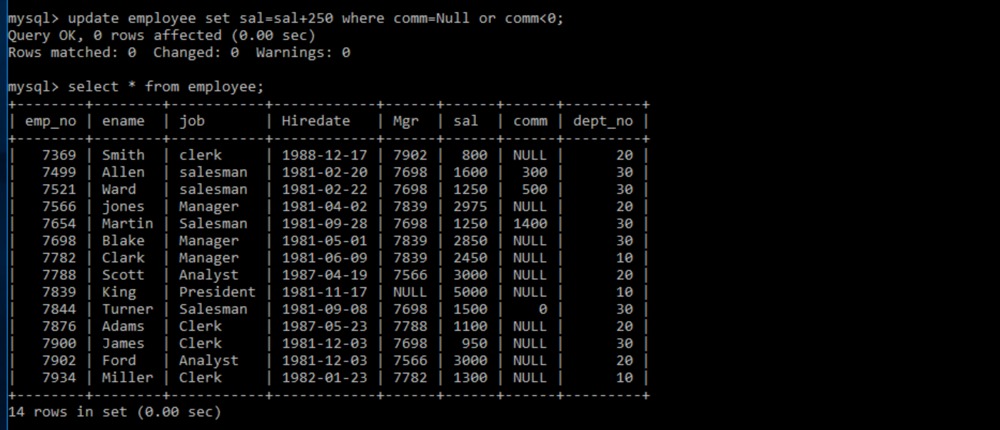 mysql> update employee set sal=sal+250 where comm=Null or comm<0;
Query OK, 0 rows affected (0.00 sec)
Rows matched: 0  Changed: 0  Warnings: 0
mysql> select * from employee;
+--------+--------+-----------+------------+------+------+------+---------+
| emp_no | ename  | job       | Hiredate   | Mgr  | sal  | comm | dept_no |
+--------+--------+-----------+------------+------+------+------+---------+
|   7369 | Smith  | clerk     | 1988-12-17 | 7902 |  800 | NULL |      20 |
|   7499 | Allen  | salesman  | 1981-02-20 | 7698 | 1600 |  300 |      30 |
|   7521 | Ward   | salesman  | 1981-02-22 | 7698 | 1250 |  500 |      30 |
|   7566 | jones  | Manager   | 1981-04-02 | 7839 | 2975 | NULL |      20 |
|   7654 | Martin | Salesman  | 1981-09-28 | 7698 | 1250 | 1400 |      30 |
|   7698 | Blake  | Manager   | 1981-05-01 | 7839 | 2850 | NULL |      30 |
|   7782 | Clark  | Manager   | 1981-06-09 | 7839 | 2450 | NULL |      10 |
|   7788 | Scott  | Analyst   | 1987-04-19 | 7566 | 3000 | NULL |      20 |
|   7839 | King   | President | 1981-11-17 | NULL | 5000 | NULL |      10 |
|   7844 | Turner | Salesman  | 1981-09-08 | 7698 | 1500 |    0 |      30 |
|   7876 | Adams  | Clerk     | 1987-05-23 | 7788 | 1100 | NULL |      20 |
|   7900 | James  | Clerk     | 1981-12-03 | 7698 |  950 | NULL |      30 |
|   7902 | Ford   | Analyst   | 1981-12-03 | 7566 | 3000 | NULL |      20 |
|   7934 | Miller | Clerk     | 1982-01-23 | 7782 | 1300 | NULL |      10 |
+--------+--------+-----------+------------+------+------+------+---------+
14 rows in set (0.00 sec)